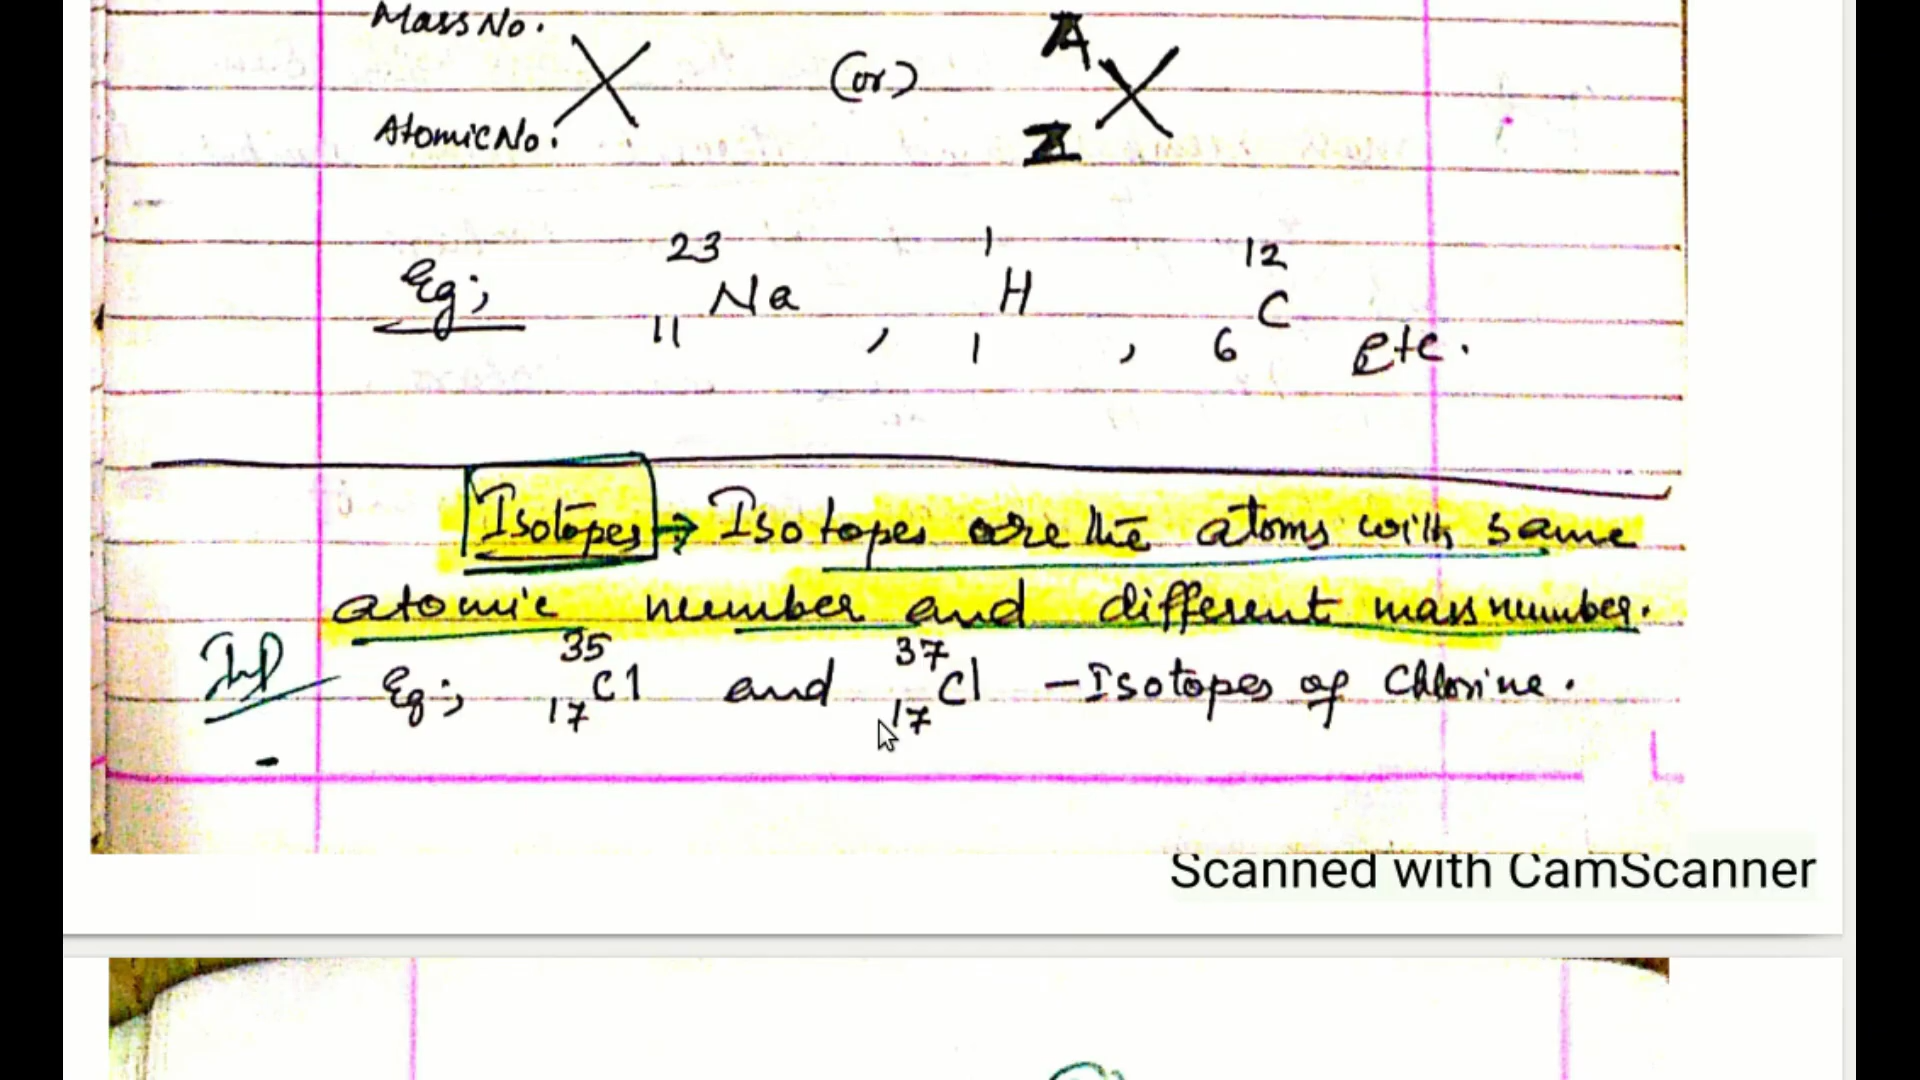 Mass No.
X (or) A X
Atomic No. Z
Eg; 23 Na 11 , 1 H 1 , 12 C 6 etc.
Isotopes → Isotopes are the atoms with same
atomic number and different mass number.
Imp Eg; 35 Cl 17 and 37 Cl 17 – Isotopes of Chlorine.
Scanned with CamScanner